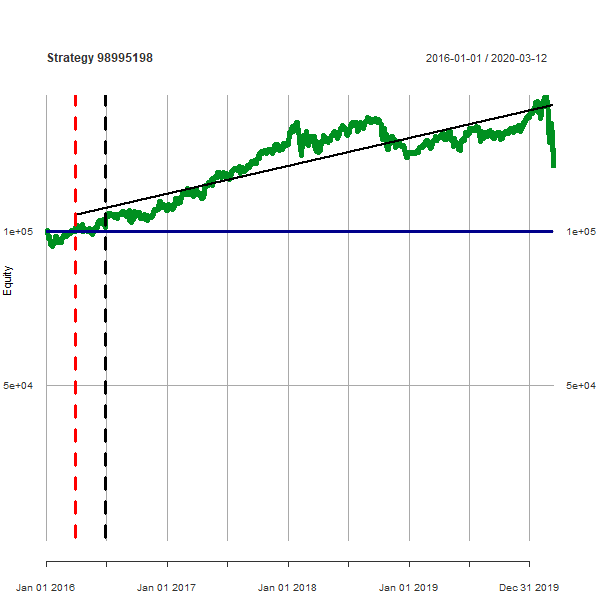 Strategy 98995198 2016-01-01 / 2020-03-12
1e+05 1e+05
Equity
5e+04 5e+04
Jan 01 2016 Jan 01 2017 Jan 01 2018 Jan 01 2019 Dec 31 2019